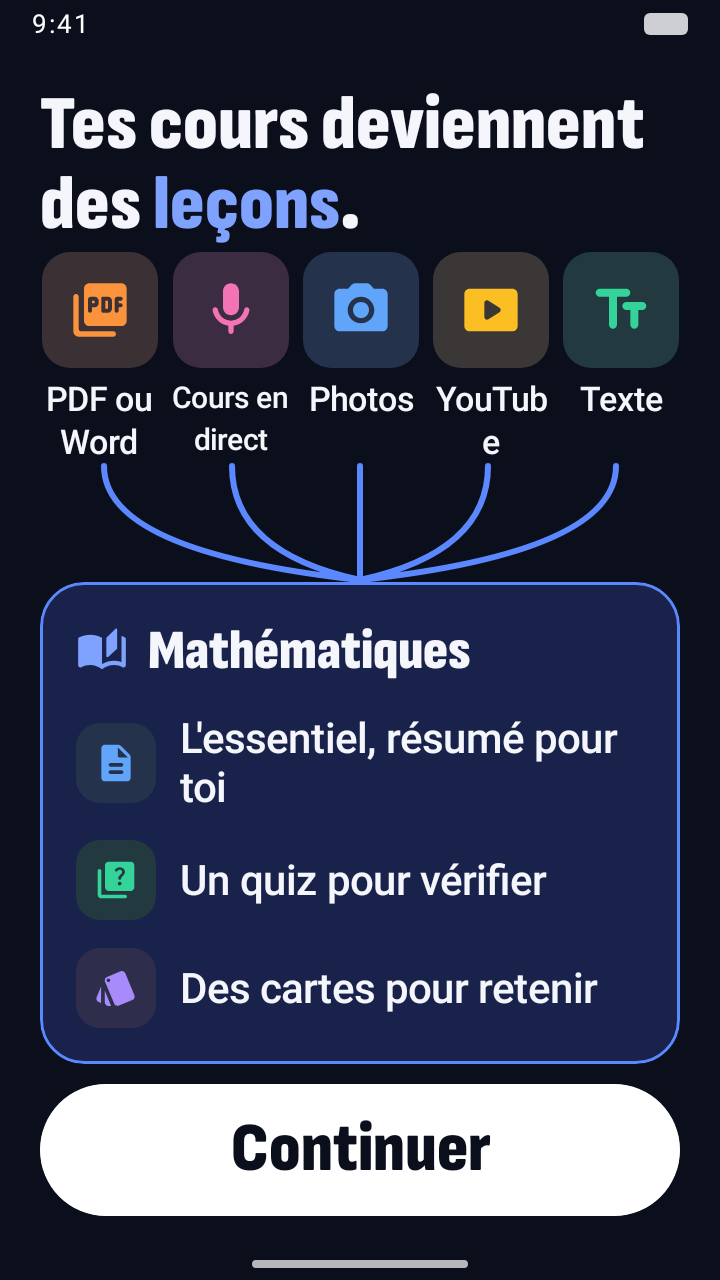 9:41
Tes cours deviennent
des leçons.
PDF
PDF ou
Word
Cours en
direct
Photos
YouTub
e
Texte
Mathématiques
L'essentiel, résumé pour
toi
?
Un quiz pour vérifier
Des cartes pour retenir
Continuer